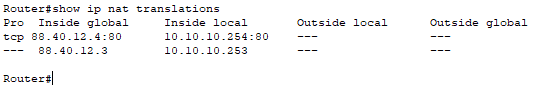 Router#show ip nat translations
Pro  Inside global     Inside local       Outside local      Outside global
tcp 88.40.12.4:80      10.10.10.254:80    ---                ---
---  88.40.12.3        10.10.10.253       ---                ---
Router#